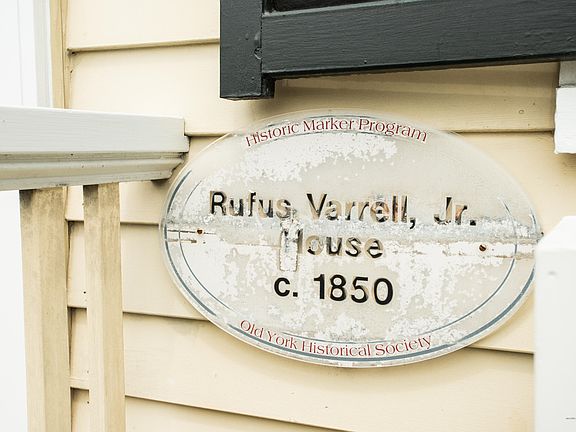 Historic Marker Program
Rufus Varrell, Jr.
House
c. 1850
Old York Historical Society